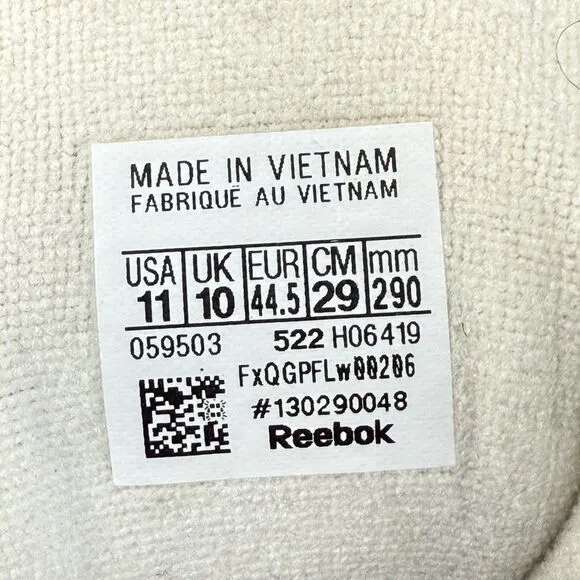 MADE IN VIETNAM
FABRIQUÉ AU VIETNAM
USA UK EUR CM mm
11 10 44.5 29 290
059503 522 H06419
FxQGPFLw00206
#130290048
Reebok